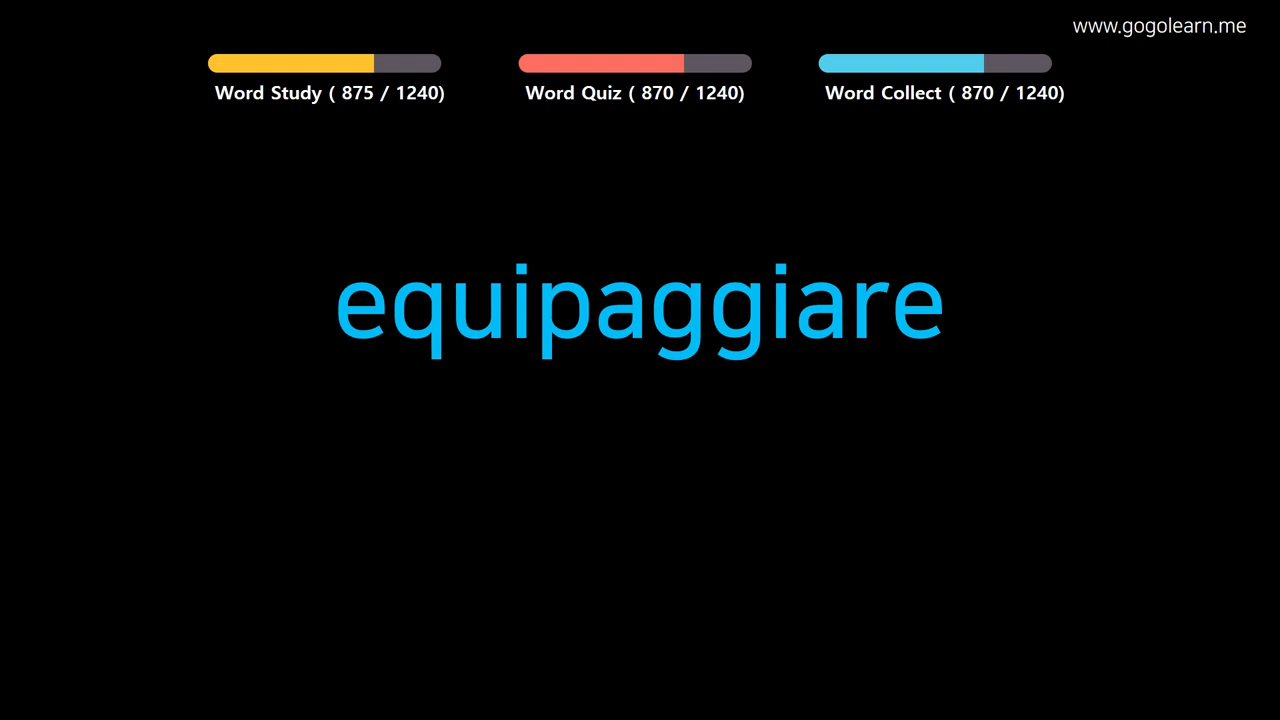 www.gogolearn.me
Word Study ( 875 / 1240)
Word Quiz ( 870 / 1240)
Word Collect ( 870 / 1240)
equipaggiare